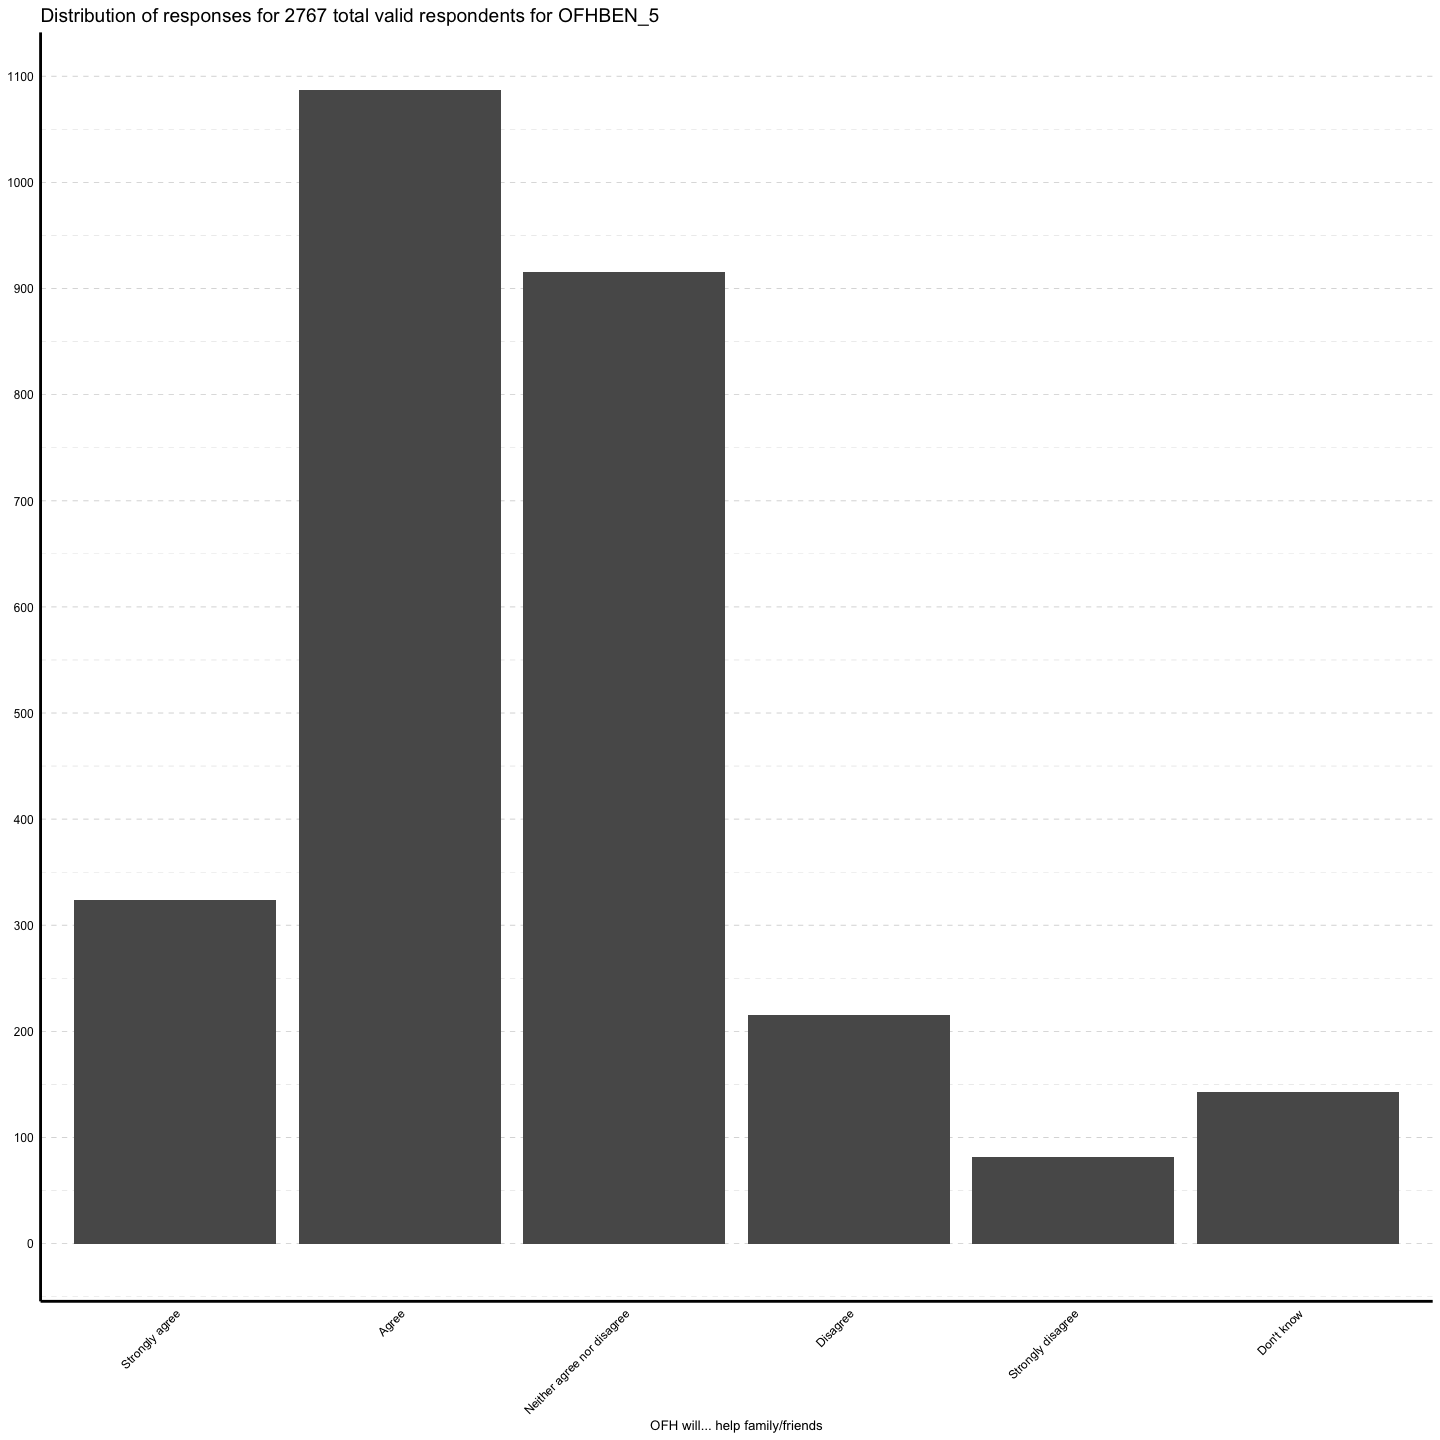 Distribution of responses for 2767 total valid respondents for OFHBEN_5
1100
1000
900
800
700
600
500
400
300
200
100
0
Strongly agree
Agree
Neither agree nor disagree
Disagree
Strongly disagree
Don't know
OFH will... help family/friends